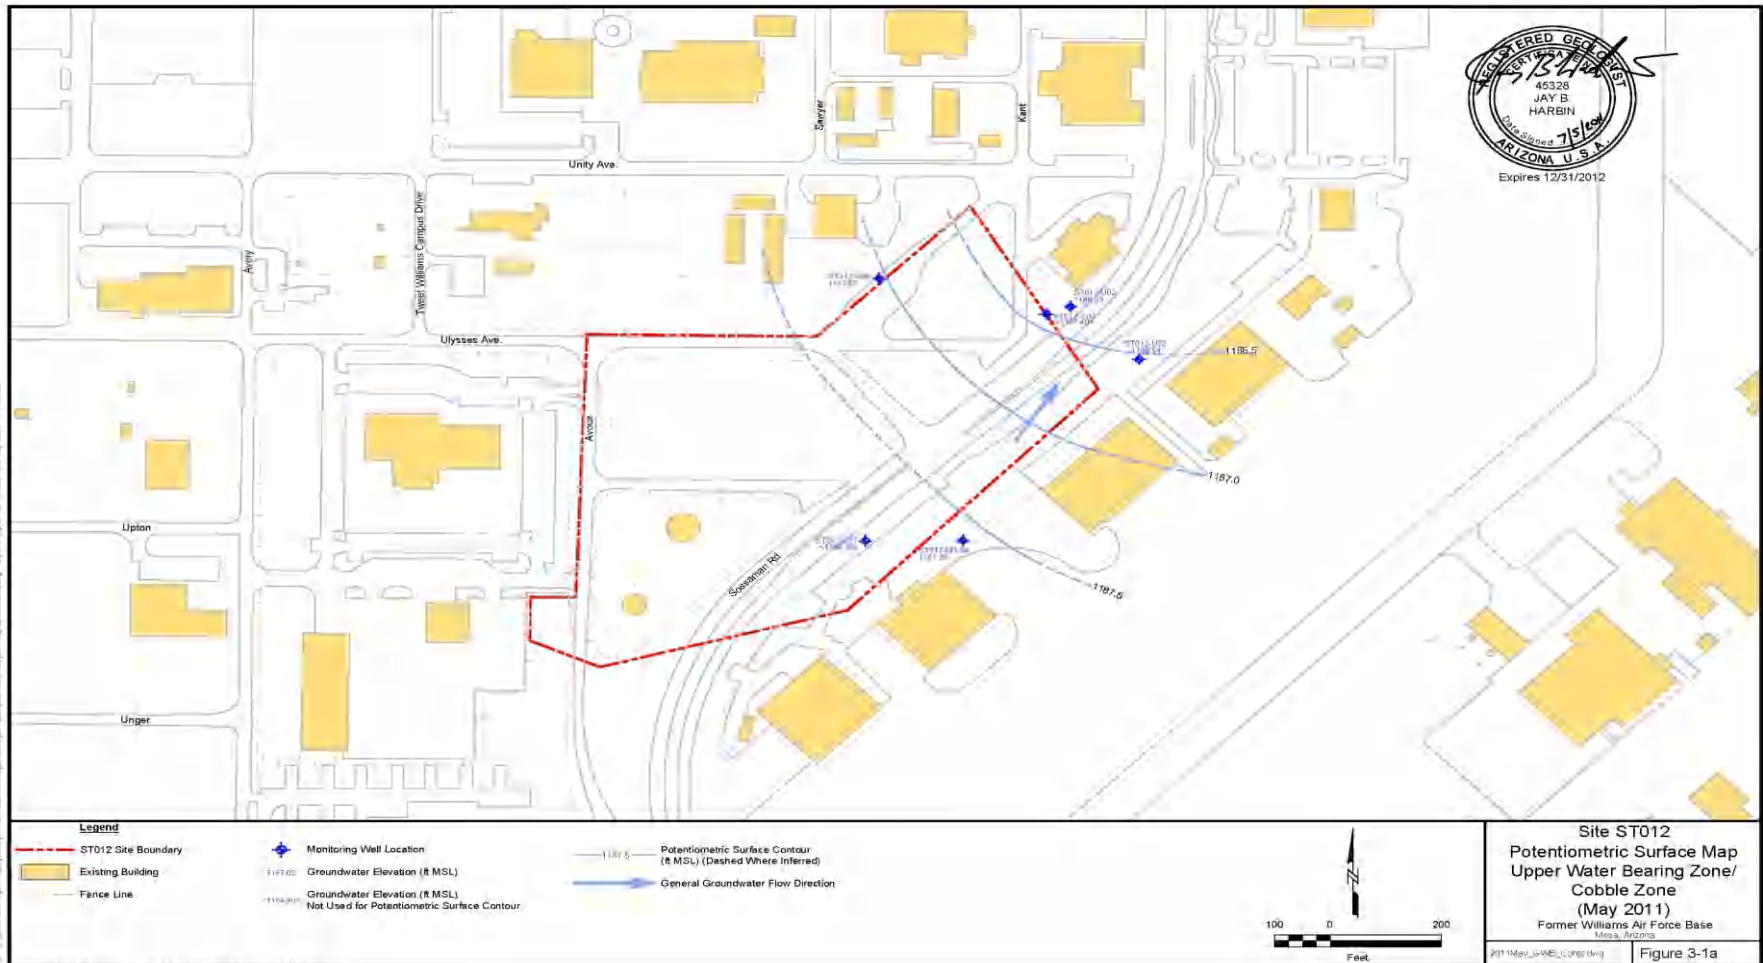 REGISTERED GEOLOGIST
45328
JAY B.
HARBIN
Date Signed 7/5/2011
ARIZONA U.S.A.
Expires 12/31/2012
Sawyer
Kant
Unity Ave.
Avery
Tweet Williams Campus Drive
Ulysses Ave.
1186.5
Avoca
1187.0
Upton
Sossaman Rd
1187.5
Unger
Legend
ST012 Site Boundary
Existing Building
Fence Line
Monitoring Well Location
Groundwater Elevation (ft MSL)
Groundwater Elevation (ft MSL)
Not Used for Potentiometric Surface Contour
1187.5
Potentiometric Surface Contour
(ft MSL) (Dashed Where Inferred)
General Groundwater Flow Direction
N
100 0 200
Feet
Site ST012
Potentiometric Surface Map
Upper Water Bearing Zone/
Cobble Zone
(May 2011)
Former Williams Air Force Base
Mesa, Arizona
Figure 3-1a